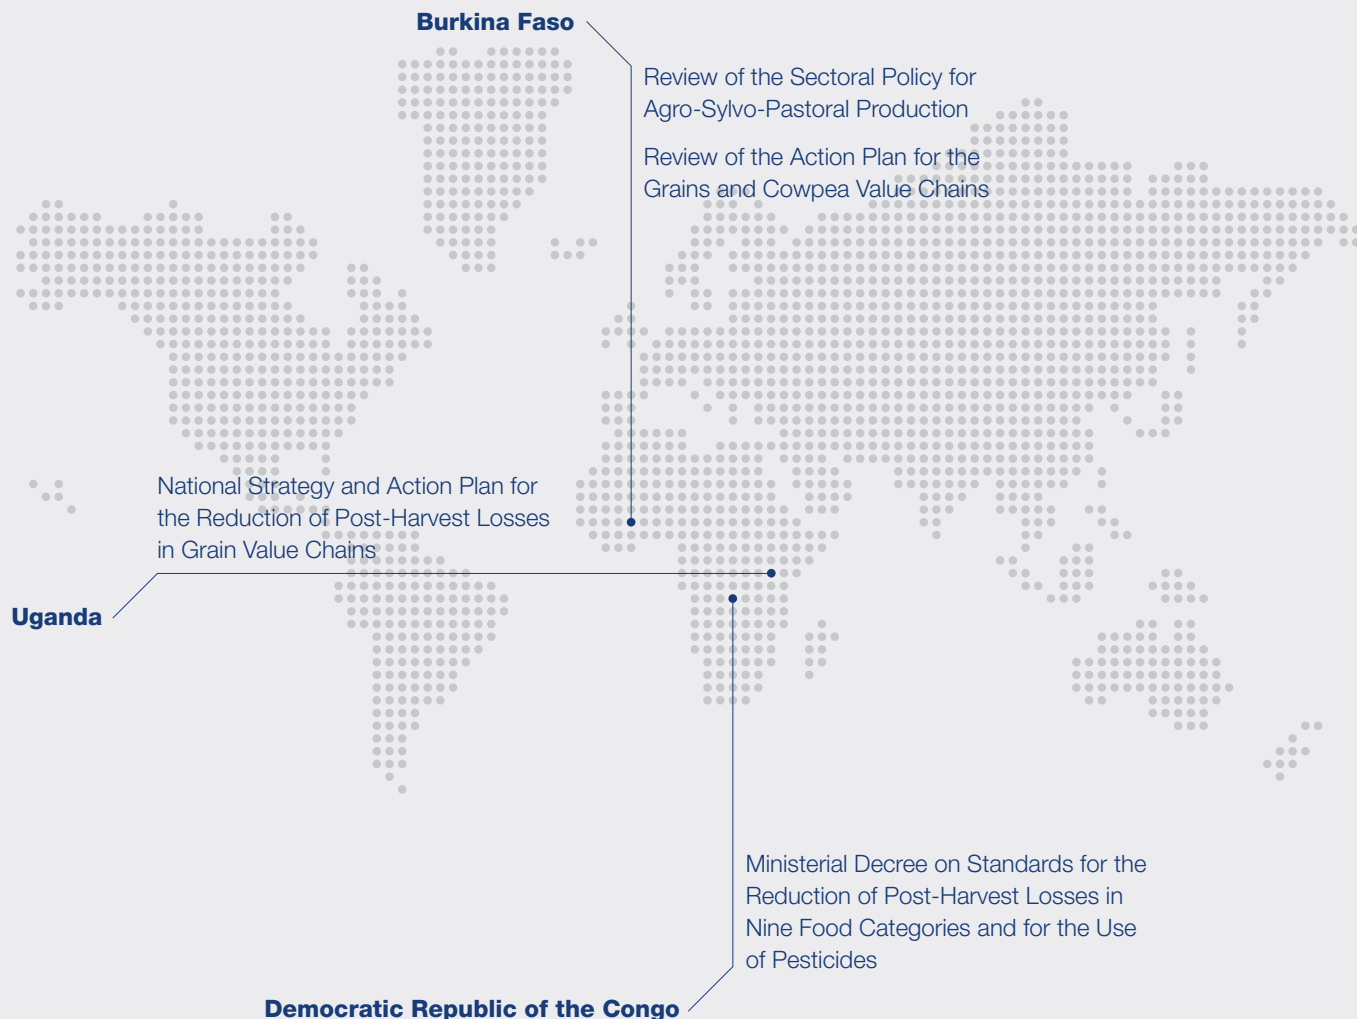 Burkina Faso
Review of the Sectoral Policy for
Agro-Sylvo-Pastoral Production
Review of the Action Plan for the
Grains and Cowpea Value Chains
National Strategy and Action Plan for
the Reduction of Post-Harvest Losses
in Grain Value Chains
Uganda
Ministerial Decree on Standards for the
Reduction of Post-Harvest Losses in
Nine Food Categories and for the Use
of Pesticides
Democratic Republic of the Congo